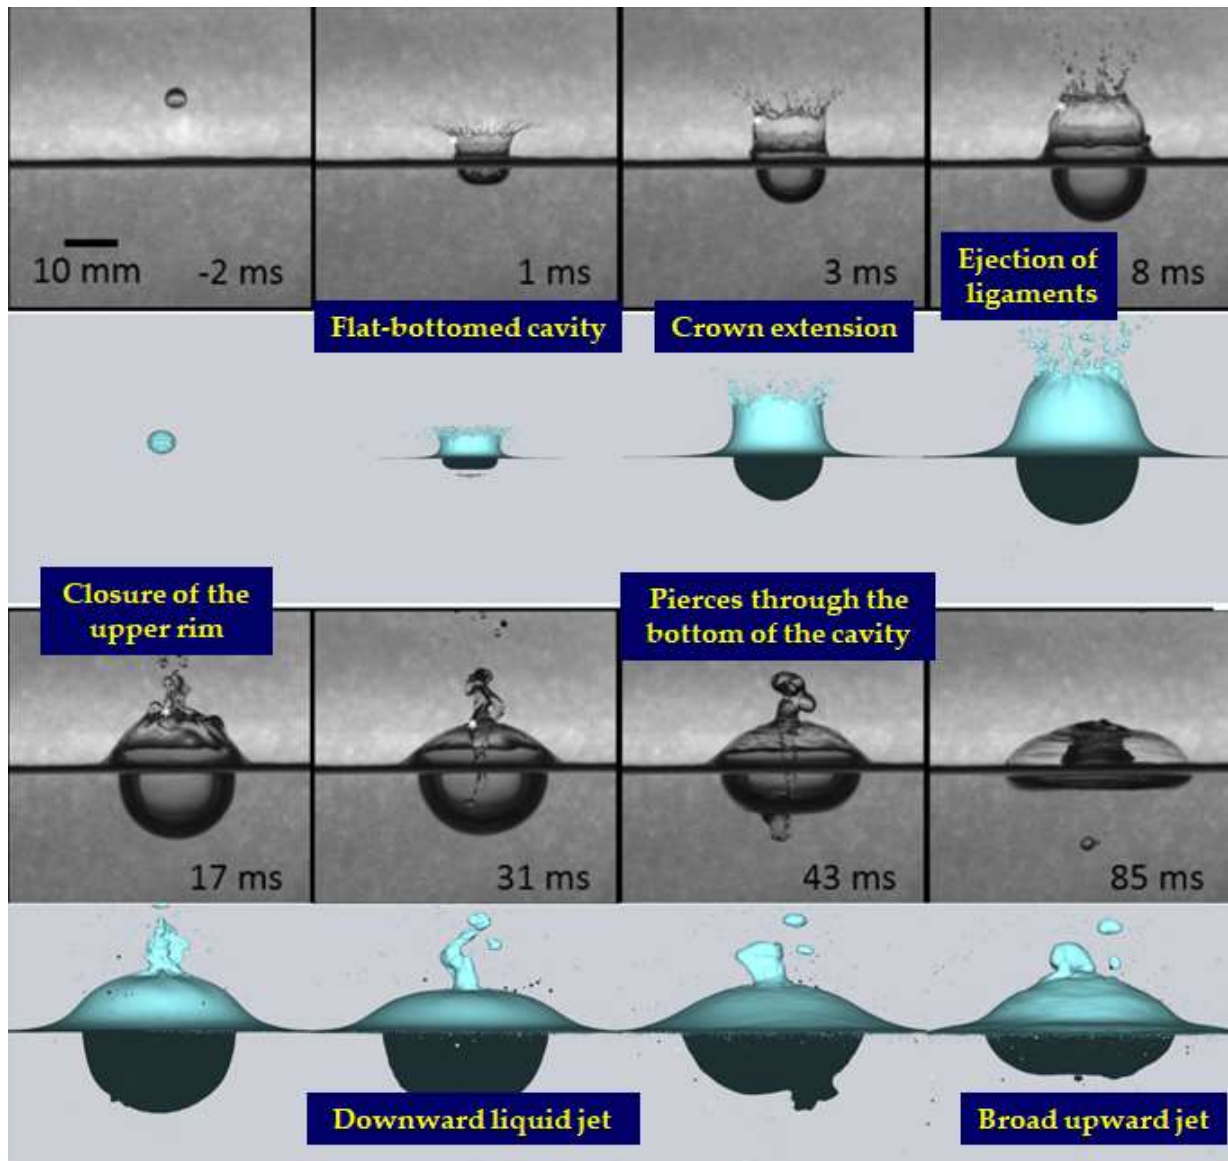 10 mm
-2 ms
1 ms
3 ms
8 ms
Ejection of
ligaments
Flat-bottomed cavity
Crown extension
Closure of the
upper rim
Pierces through the
bottom of the cavity
17 ms
31 ms
43 ms
85 ms
Downward liquid jet
Broad upward jet